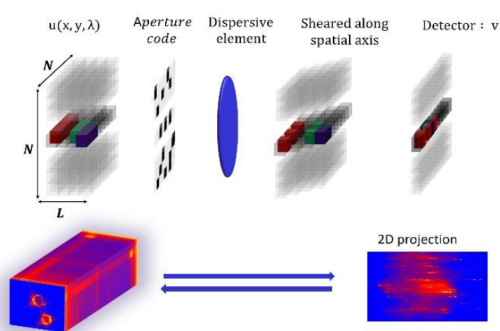 u(x, y, λ)
Aperture
code
Dispersive
element
Sheared along
spatial axis
Detector : v
N
N
L
2D projection